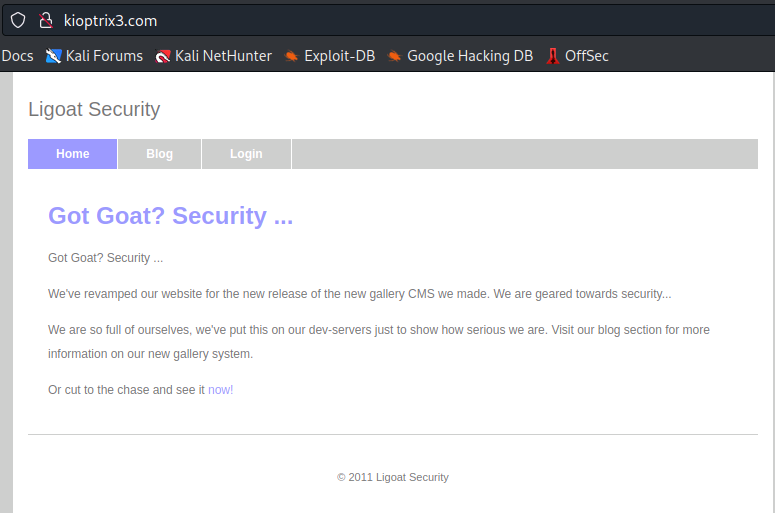 kioptrix3.com
Docs Kali Forums Kali NetHunter Exploit-DB Google Hacking DB OffSec
Ligoat Security
Home Blog Login
Got Goat? Security ...
Got Goat? Security ...
We've revamped our website for the new release of the new gallery CMS we made. We are geared towards security...
We are so full of ourselves, we've put this on our dev-servers just to show how serious we are. Visit our blog section for more
information on our new gallery system.
Or cut to the chase and see it now!
© 2011 Ligoat Security